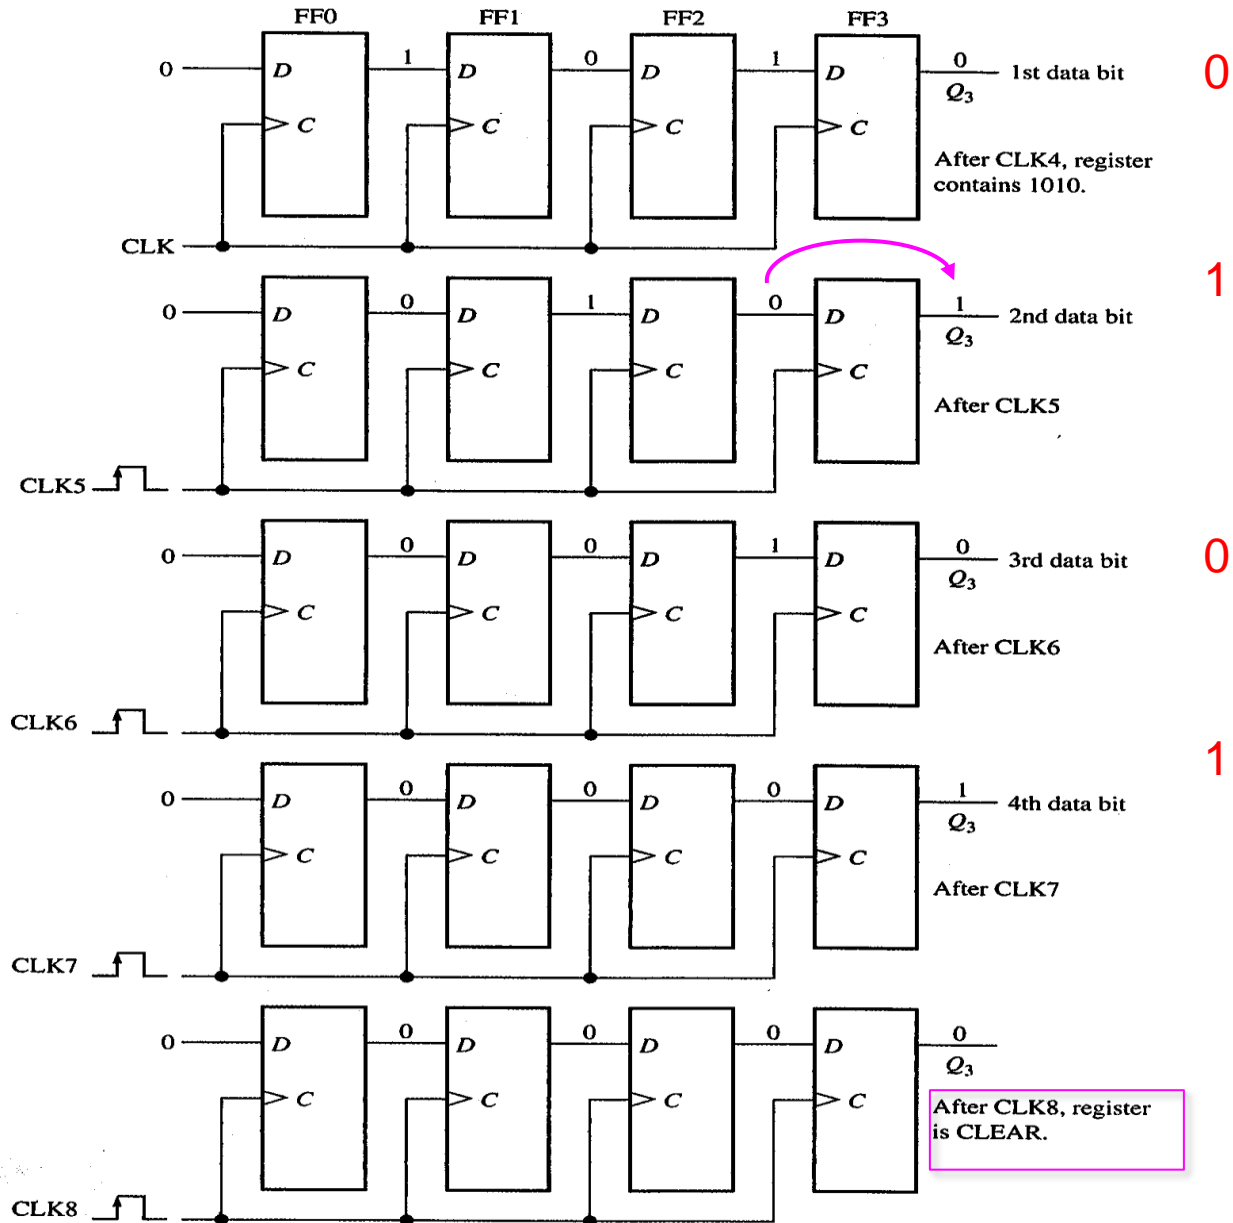 FF0 FF1 FF2 FF3
0 D 1 D 0 D 1 D 0 1st data bit 0
Q3
C C C C
After CLK4, register
contains 1010.
CLK
1
0 D 0 D 1 D 0 D 1 2nd data bit
Q3
C C C C
After CLK5
CLK5
0 D 0 D 0 D 1 D 0 3rd data bit 0
Q3
C C C C
After CLK6
CLK6
1
0 D 0 D 0 D 0 D 1 4th data bit
Q3
C C C C
After CLK7
CLK7
0 D 0 D 0 D 0 D 0
Q3
C C C C
After CLK8, register
is CLEAR.
CLK8